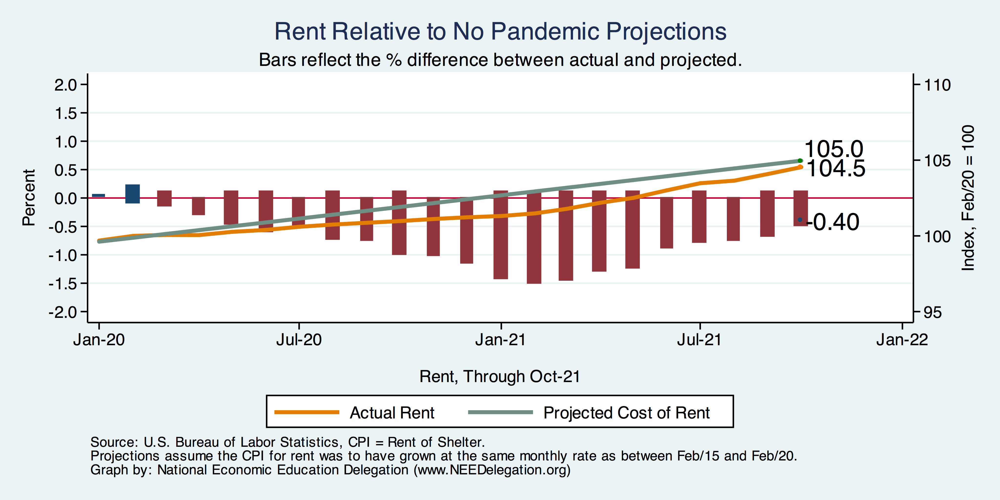 Rent Relative to No Pandemic Projections
Bars reflect the % difference between actual and projected.
Percent
2.0
1.5
1.0
0.5
0.0
-0.5
-1.0
-1.5
-2.0
105.0
104.5
-0.40
110
105
100
95
Index, Feb/20 = 100
Jan-20 Jul-20 Jan-21 Jul-21 Jan-22
Rent, Through Oct-21
Actual Rent Projected Cost of Rent
Source: U.S. Bureau of Labor Statistics, CPI = Rent of Shelter.
Projections assume the CPI for rent was to have grown at the same monthly rate as between Feb/15 and Feb/20.
Graph by: National Economic Education Delegation (www.NEEDelegation.org)